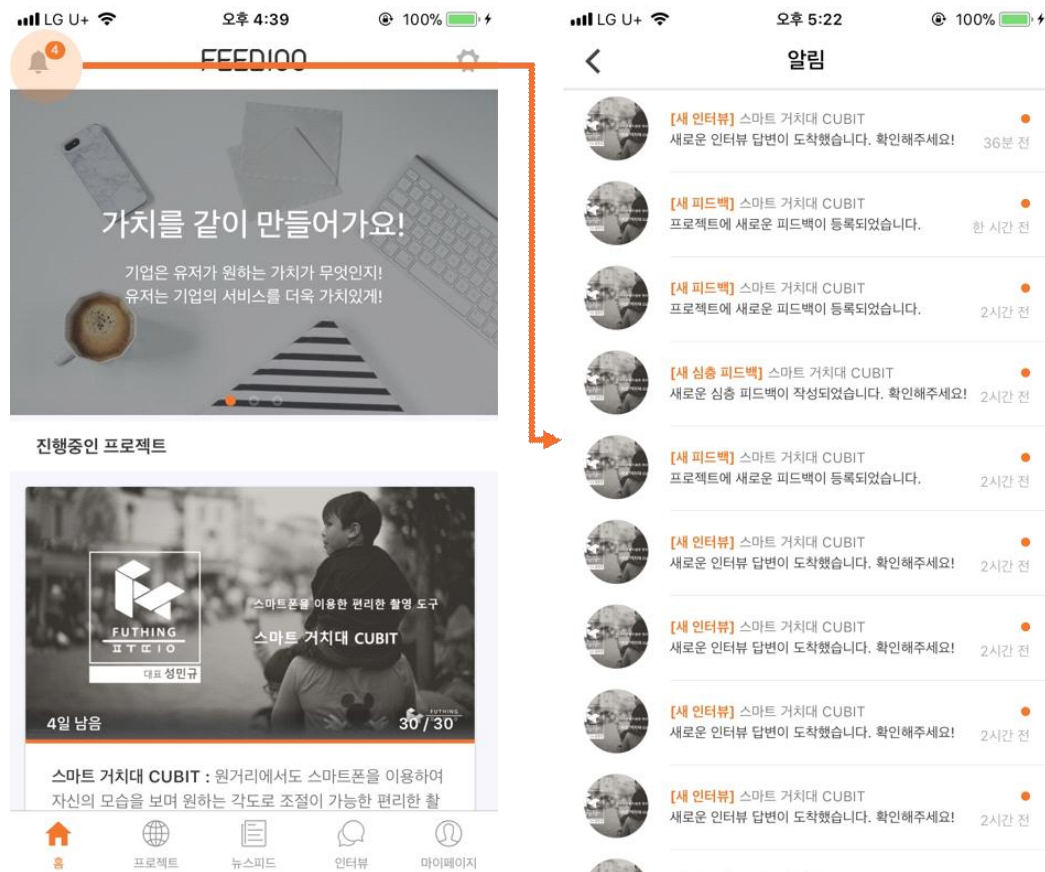 LG U+ 오후 4:39 100%
4
FEED100
가치를 같이 만들어가요!
기업은 유저가 원하는 가치가 무엇인지!
유저는 기업의 서비스를 더욱 가치있게!
진행중인 프로젝트
스마트폰을 이용한 편리한 촬영 도구
스마트 거치대 CUBIT
FUTHING
ㅍㅜㄸㅣㅇ
대표 성민규
4일 남음
FUTHING
30 / 30
스마트 거치대 CUBIT : 원거리에서도 스마트폰을 이용하여
자신의 모습을 보며 원하는 각도로 조절이 가능한 편리한 촬
홈 프로젝트 뉴스피드 인터뷰 마이페이지
LG U+ 오후 5:22 100%
알림
[새 인터뷰] 스마트 거치대 CUBIT
새로운 인터뷰 답변이 도착했습니다. 확인해주세요! 36분 전
[새 피드백] 스마트 거치대 CUBIT
프로젝트에 새로운 피드백이 등록되었습니다. 한 시간 전
[새 피드백] 스마트 거치대 CUBIT
프로젝트에 새로운 피드백이 등록되었습니다. 2시간 전
[새 심층 피드백] 스마트 거치대 CUBIT
새로운 심층 피드백이 작성되었습니다. 확인해주세요! 2시간 전
[새 피드백] 스마트 거치대 CUBIT
프로젝트에 새로운 피드백이 등록되었습니다. 2시간 전
[새 인터뷰] 스마트 거치대 CUBIT
새로운 인터뷰 답변이 도착했습니다. 확인해주세요! 2시간 전
[새 인터뷰] 스마트 거치대 CUBIT
새로운 인터뷰 답변이 도착했습니다. 확인해주세요! 2시간 전
[새 인터뷰] 스마트 거치대 CUBIT
새로운 인터뷰 답변이 도착했습니다. 확인해주세요! 2시간 전
[새 인터뷰] 스마트 거치대 CUBIT
새로운 인터뷰 답변이 도착했습니다. 확인해주세요! 2시간 전